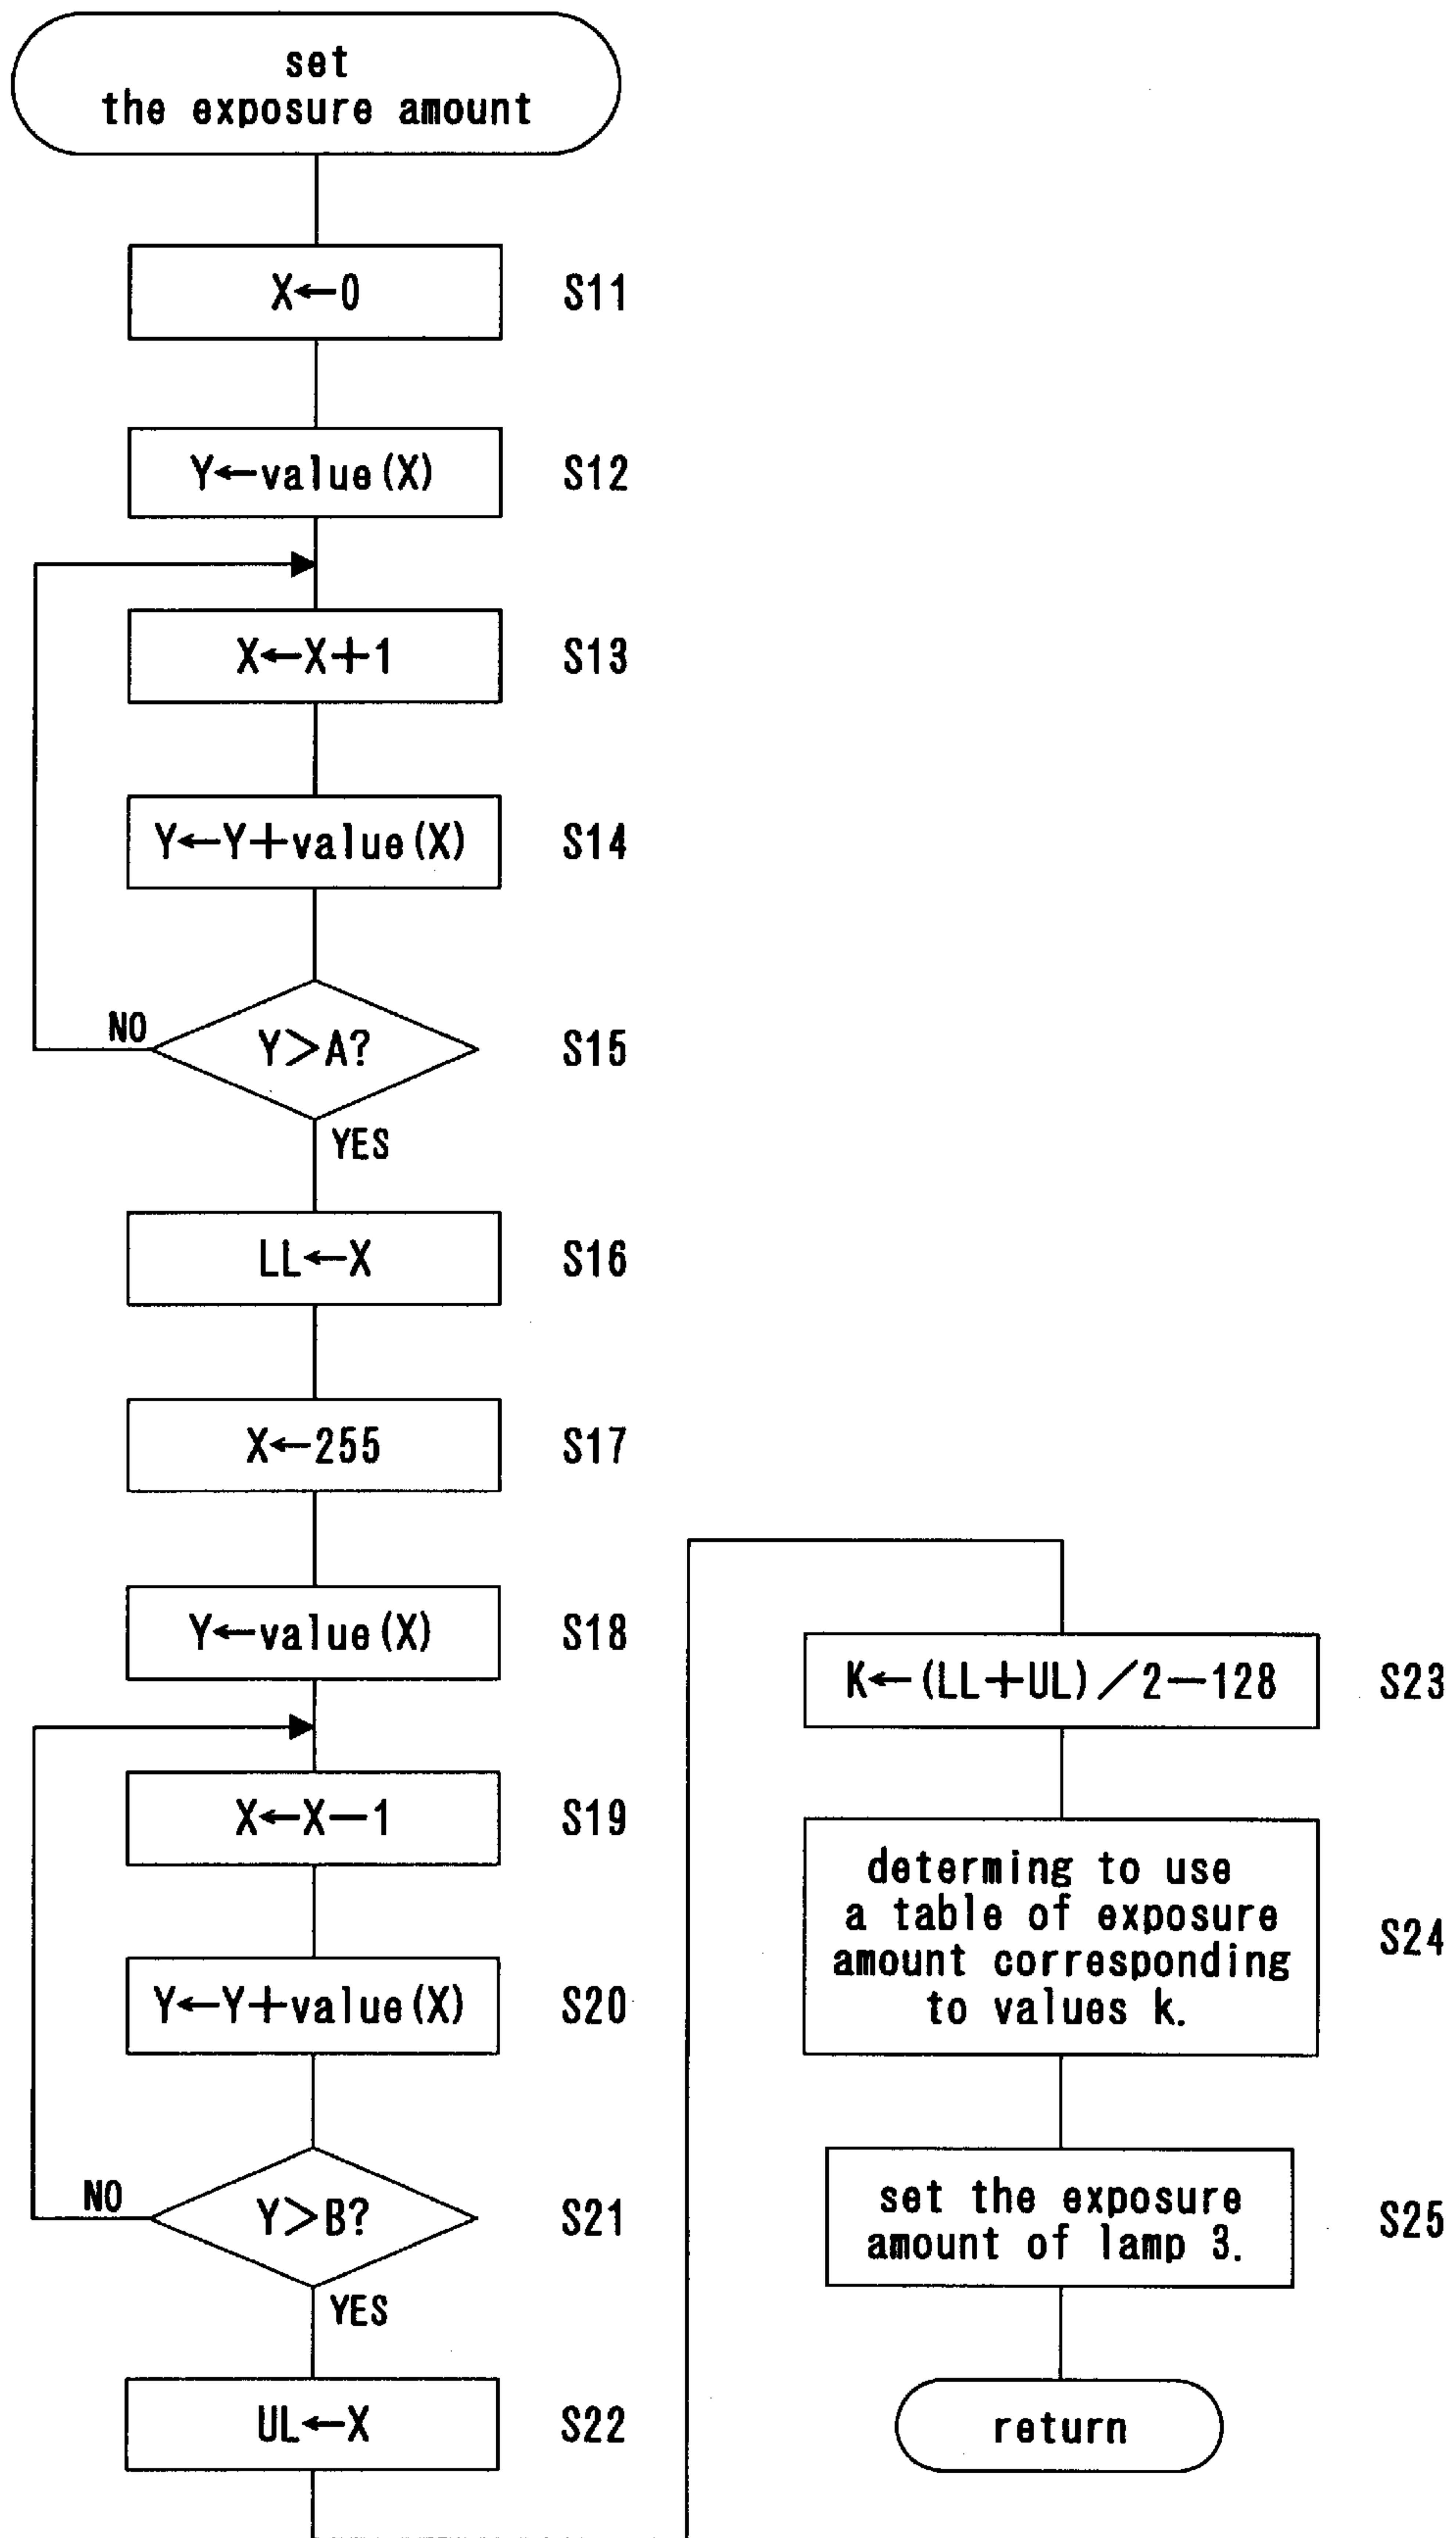 set
the exposure amount
X←0 S11
Y←value(X) S12
X←X+1 S13
Y←Y+value(X) S14
NO
Y>A? S15
YES
LL←X S16
X←255 S17
Y←value(X) S18
X←X−1 S19
Y←Y+value(X) S20
NO
Y>B? S21
YES
UL←X S22
K←(LL+UL)/2−128 S23
determing to use
a table of exposure
amount corresponding
to values k.
S24
set the exposure
amount of lamp 3.
S25
return